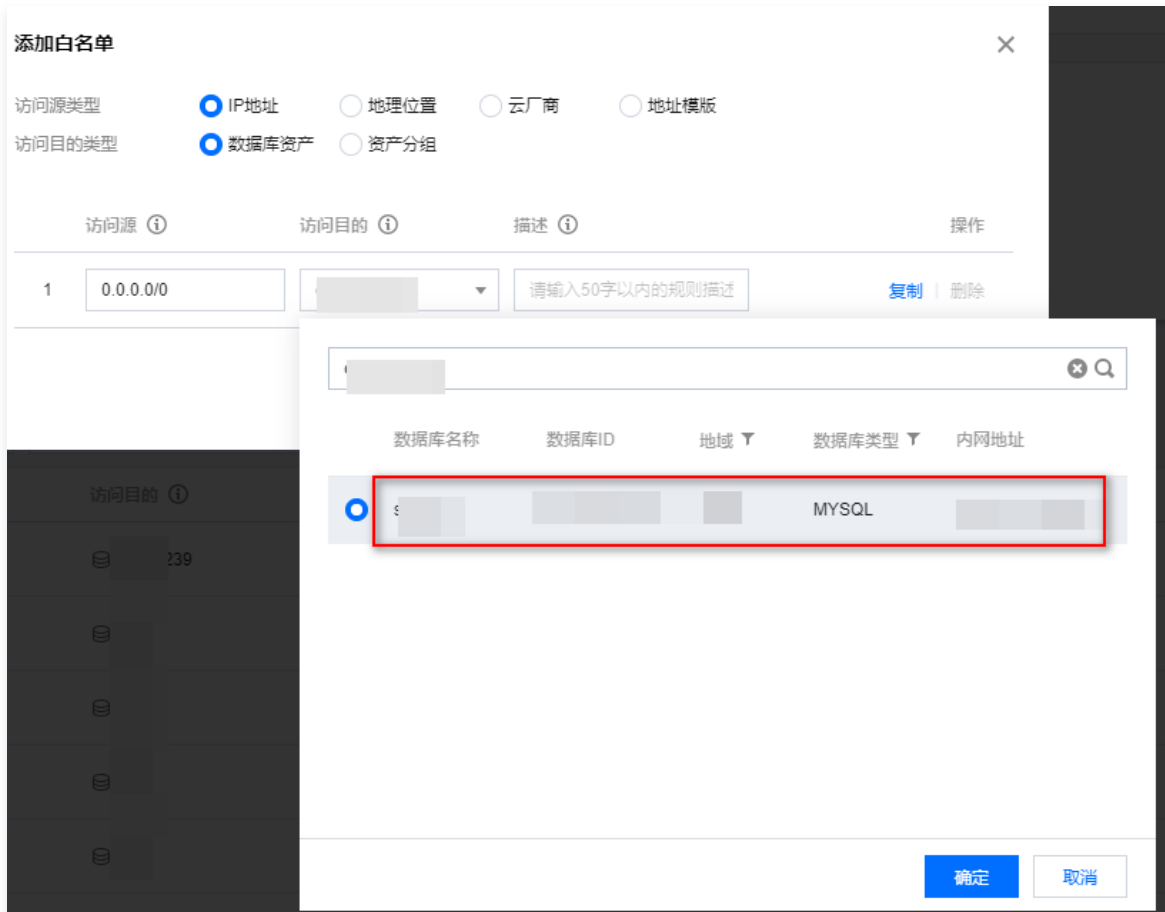 添加白名单
访问源类型 IP地址 地理位置 云厂商 地址模版
访问目的类型 数据库资产 资产分组
访问源 访问目的 描述 操作
1 0.0.0.0/0 请输入50字以内的规则描述 复制 删除
数据库名称 数据库ID 地域 数据库类型 内网地址
访问目的
MYSQL
239
确定 取消